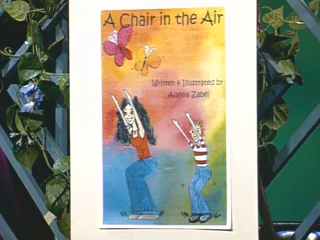 A Chair in the Air
Written + Illustrated by
Alanna Zabel